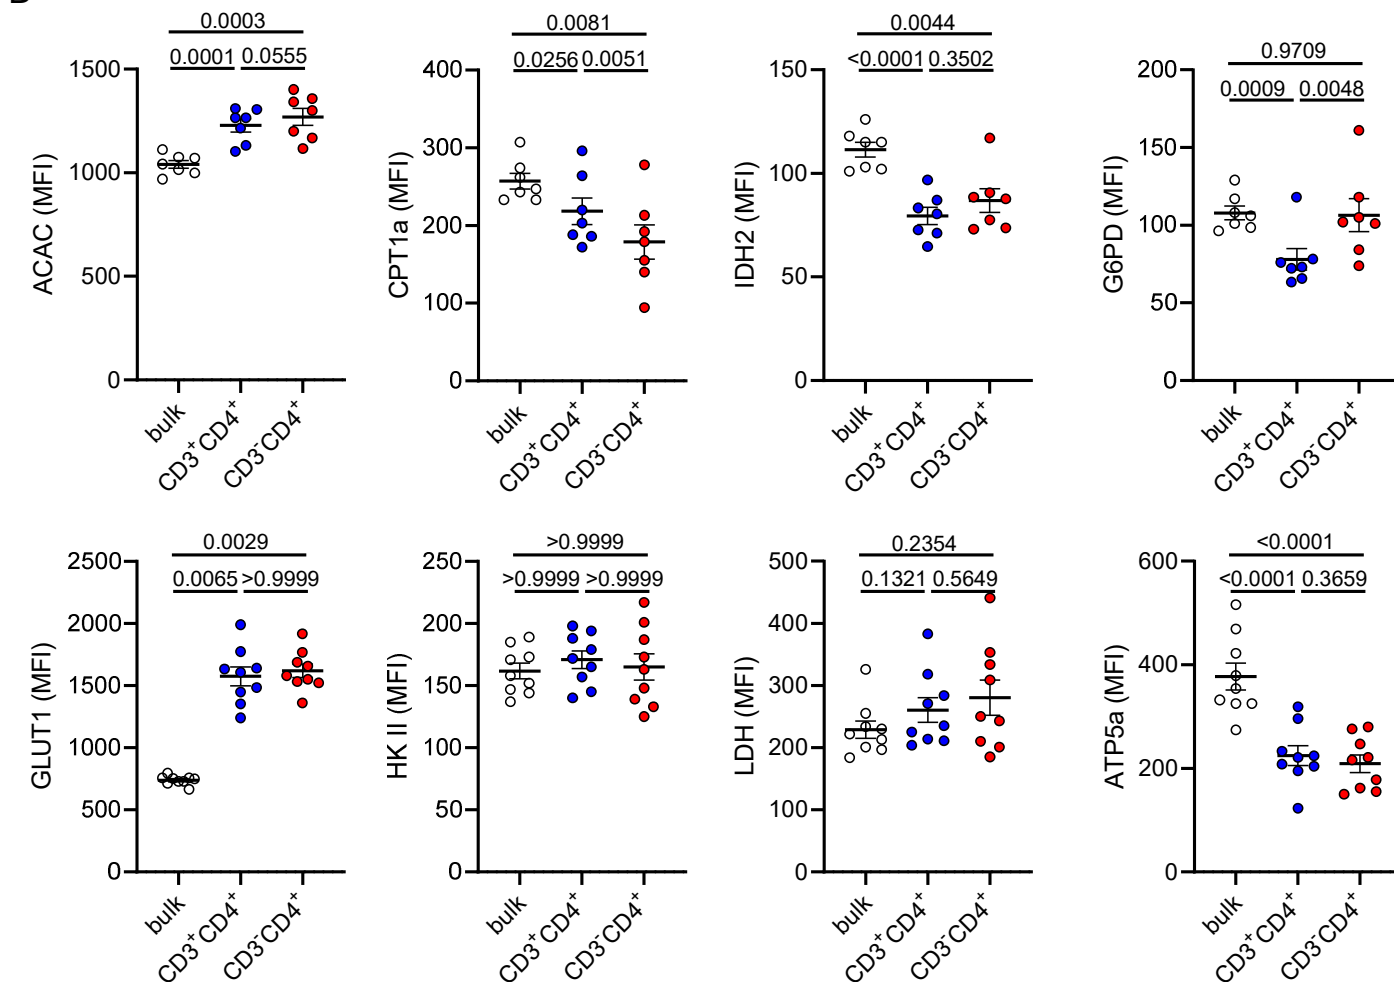 0.0003
0.0001 0.0555
1500
1000
500
0
ACAC (MFI)
bulk
CD3⁺CD4⁺
CD3⁻CD4⁺
0.0081
0.0256 0.0051
400
300
200
100
0
CPT1a (MFI)
bulk
CD3⁺CD4⁺
CD3⁻CD4⁺
0.0044
<0.0001 0.3502
150
100
50
0
IDH2 (MFI)
bulk
CD3⁺CD4⁺
CD3⁻CD4⁺
0.9709
0.0009 0.0048
200
150
100
50
0
G6PD (MFI)
bulk
CD3⁺CD4⁺
CD3⁻CD4⁺
0.0029
0.0065 >0.9999
2500
2000
1500
1000
500
0
GLUT1 (MFI)
bulk
CD3⁺CD4⁺
CD3⁻CD4⁺
>0.9999
>0.9999 >0.9999
250
200
150
100
50
0
HK II (MFI)
bulk
CD3⁺CD4⁺
CD3⁻CD4⁺
0.2354
0.1321 0.5649
500
400
300
200
100
0
LDH (MFI)
bulk
CD3⁺CD4⁺
CD3⁻CD4⁺
<0.0001
<0.0001 0.3659
600
400
200
0
ATP5a (MFI)
bulk
CD3⁺CD4⁺
CD3⁻CD4⁺